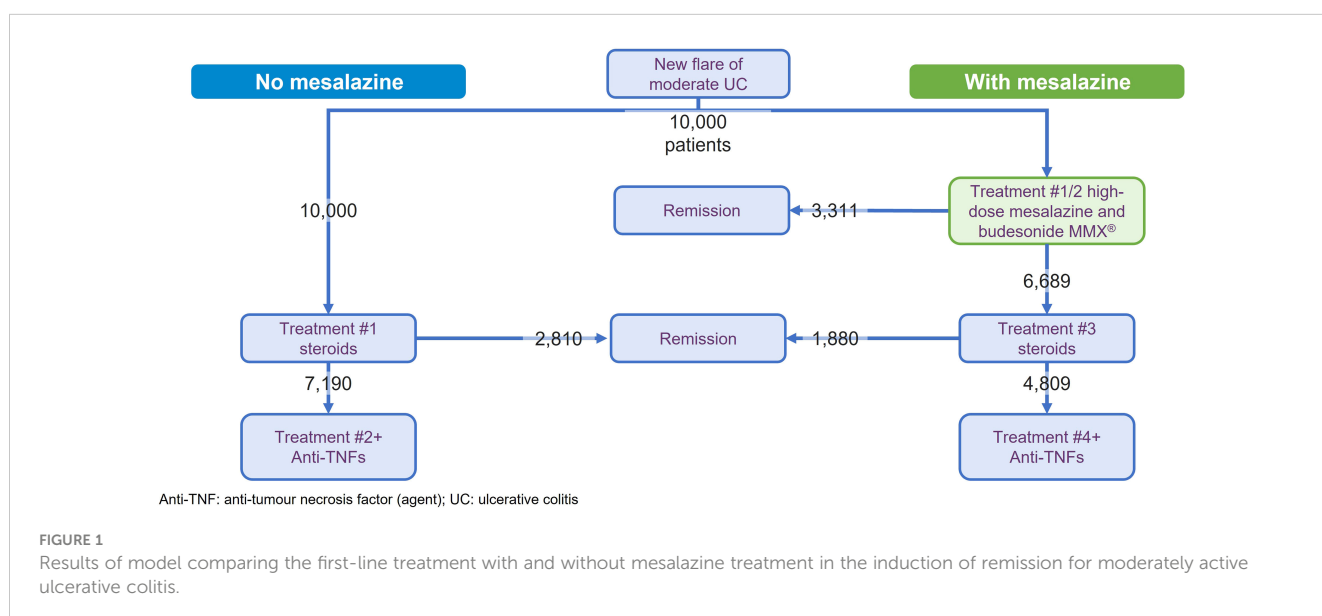 No mesalazine
New flare of
moderate UC
With mesalazine
10,000
patients
10,000
Remission
3,311
Treatment #1/2 high-
dose mesalazine and
budesonide MMX®
6,689
Treatment #1
steroids
2,810
Remission
1,880
Treatment #3
steroids
7,190
4,809
Treatment #2+
Anti-TNFs
Treatment #4+
Anti-TNFs
Anti-TNF: anti-tumour necrosis factor (agent); UC: ulcerative colitis
FIGURE 1
Results of model comparing the first-line treatment with and without mesalazine treatment in the induction of remission for moderately active
ulcerative colitis.